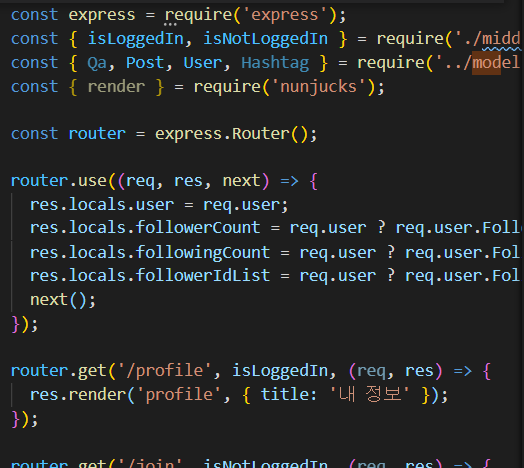 const express = require('express');
const { isLoggedIn, isNotLoggedIn } = require('./midd
const { Qa, Post, User, Hashtag } = require('../model
const { render } = require('nunjucks');
const router = express.Router();
router.use((req, res, next) => {
res.locals.user = req.user;
res.locals.followerCount = req.user ? req.user.Foll
res.locals.followingCount = req.user ? req.user.Fol
res.locals.followerIdList = req.user ? req.user.Fol
next();
});
router.get('/profile', isLoggedIn, (req, res) => {
res.render('profile', { title: '내 정보' });
});
router.get('/join', isNotLoggedIn, (req, res) => {